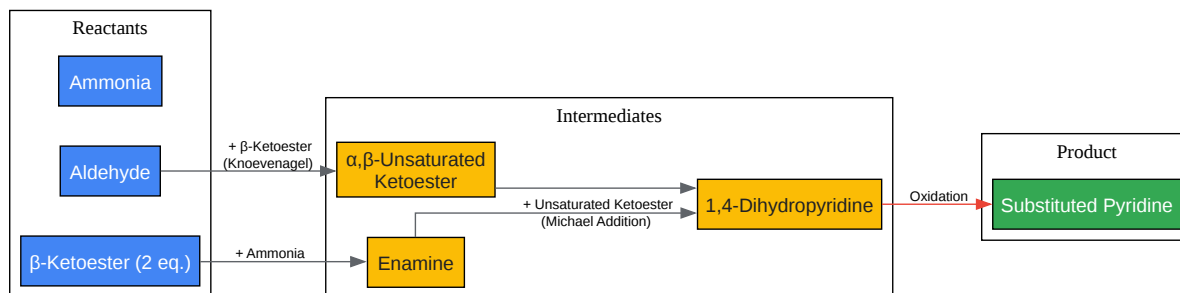 Reactants
Ammonia
Aldehyde
β-Ketoester (2 eq.)
+ β-Ketoester
(Knoevenagel)
+ Ammonia
Intermediates
α,β-Unsaturated
Ketoester
Enamine
+ Unsaturated Ketoester
(Michael Addition)
1,4-Dihydropyridine
Oxidation
Product
Substituted Pyridine